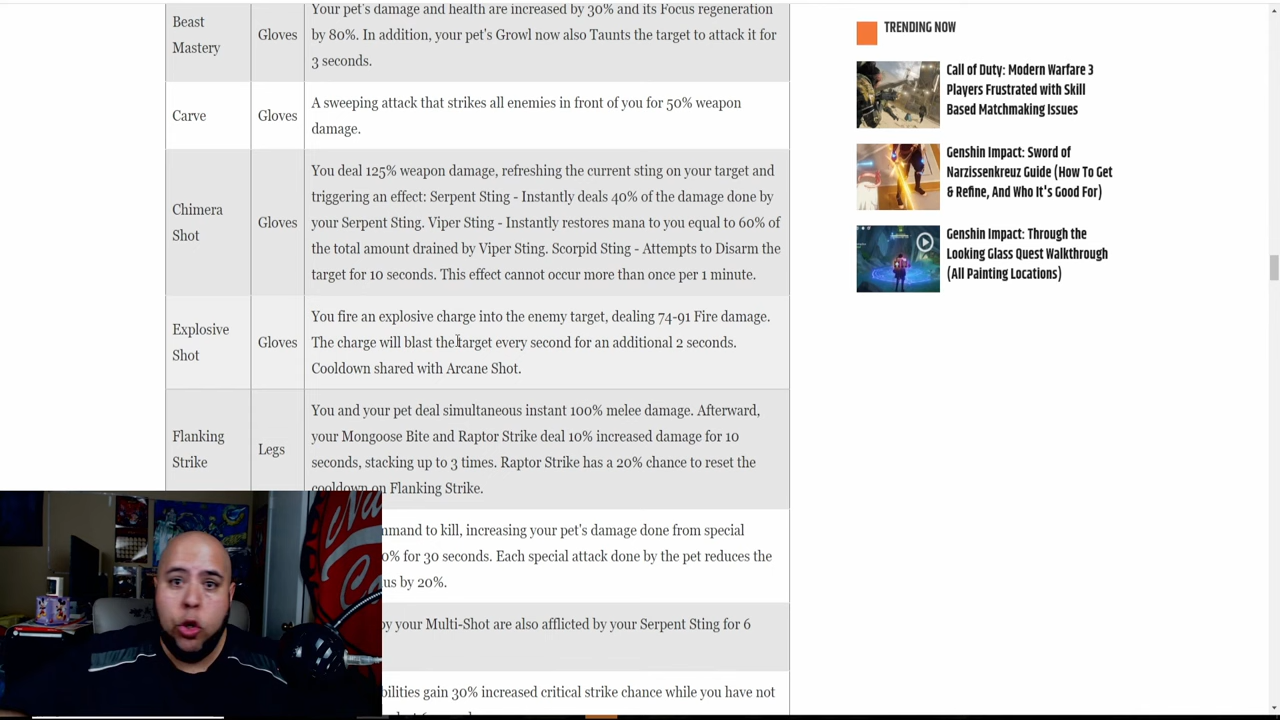 Your pet's damage and health are increased by 30% and its Focus regeneration
Beast
Mastery
Gloves
by 80%. In addition, your pet's Growl now also Taunts the target to attack it for
3 seconds.
Carve
Gloves
A sweeping attack that strikes all enemies in front of you for 50% weapon
damage.
Chimera
Shot
Gloves
You deal 125% weapon damage, refreshing the current sting on your target and
triggering an effect: Serpent Sting - Instantly deals 40% of the damage done by
your Serpent Sting. Viper Sting - Instantly restores mana to you equal to 60% of
the total amount drained by Viper Sting. Scorpid Sting - Attempts to Disarm the
target for 10 seconds. This effect cannot occur more than once per 1 minute.
Explosive
Shot
Gloves
You fire an explosive charge into the enemy target, dealing 74-91 Fire damage.
The charge will blast the target every second for an additional 2 seconds.
Cooldown shared with Arcane Shot.
Flanking
Strike
Legs
You and your pet deal simultaneous instant 100% melee damage. Afterward,
your Mongoose Bite and Raptor Strike deal 10% increased damage for 10
seconds, stacking up to 3 times. Raptor Strike has a 20% chance to reset the
cooldown on Flanking Strike.
mmand to kill, increasing your pet's damage done from special
0% for 30 seconds. Each special attack done by the pet reduces the
us by 20%.
by your Multi-Shot are also afflicted by your Serpent Sting for 6
bilities gain 30% increased critical strike chance while you have not
TRENDING NOW
Call of Duty: Modern Warfare 3
Players Frustrated with Skill
Based Matchmaking Issues
Genshin Impact: Sword of
Narzissenkreuz Guide (How To Get
& Refine, And Who It's Good For)
Genshin Impact: Through the
Looking Glass Quest Walkthrough
(All Painting Locations)